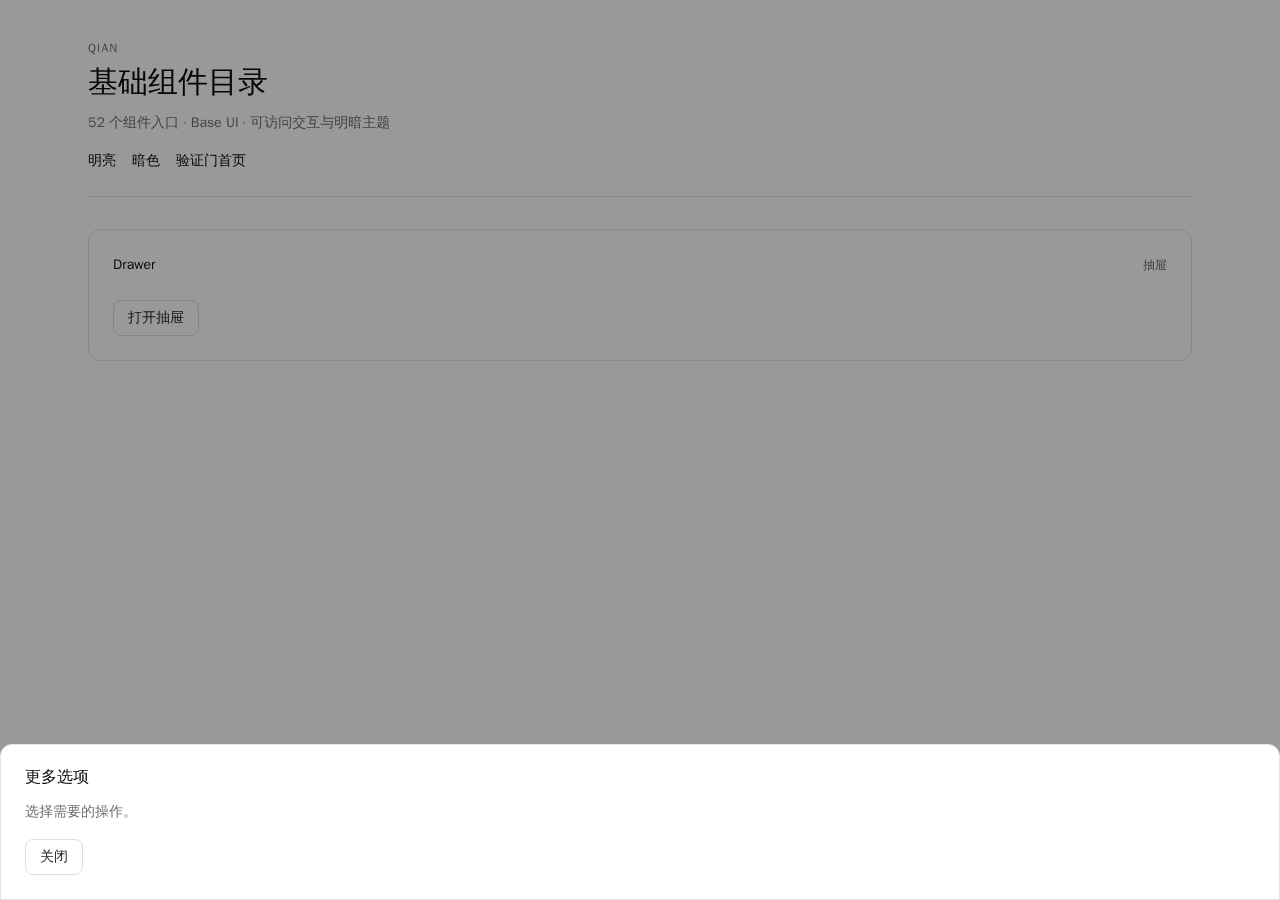 QIAN
基础组件目录
52 个组件入口 · Base UI · 可访问交互与明暗主题
明亮 暗色 验证门首页
Drawer 抽屉
打开抽屉
更多选项
选择需要的操作。
关闭